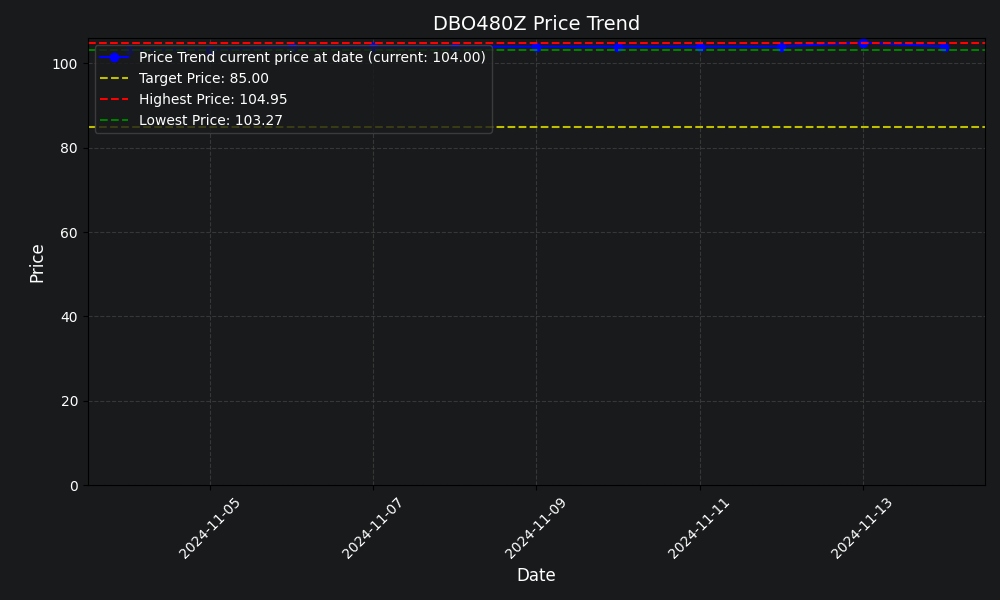 DBO480Z Price Trend
Price Trend current price at date (current: 104.00)
Target Price: 85.00
Highest Price: 104.95
Lowest Price: 103.27
100
80
60
40
20
0
Price
2024-11-05
2024-11-07
2024-11-09
2024-11-11
2024-11-13
Date